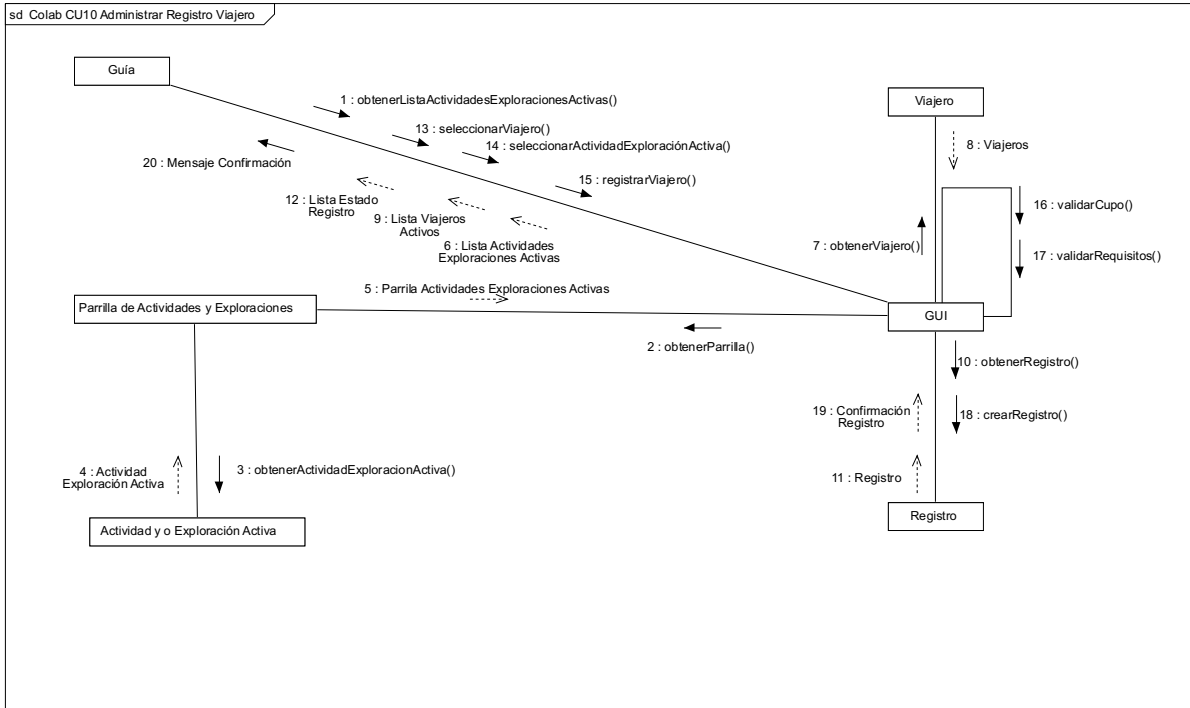 sd Colab CU10 Administrar Registro Viajero
Guía
1 : obtenerListaActividadesExploracionesActivas()
Viajero
13 : seleccionarViajero()
14 : seleccionarActividadExploraciónActiva()
8 : Viajeros
20 : Mensaje Confirmación
15 : registrarViajero()
12 : Lista Estado
Registro
16 : validarCupo()
9 : Lista Viajeros
Activos
6 : Lista Actividades
Exploraciones Activas
7 : obtenerViajero()
17 : validarRequisitos()
5 : Parrila Actividades Exploraciones Activas
Parrilla de Actividades y Exploraciones
GUI
2 : obtenerParrilla()
10 : obtenerRegistro()
19 : Confirmación
Registro
18 : crearRegistro()
4 : Actividad
Exploración Activa
3 : obtenerActividadExploracionActiva()
11 : Registro
Actividad y o Exploración Activa
Registro